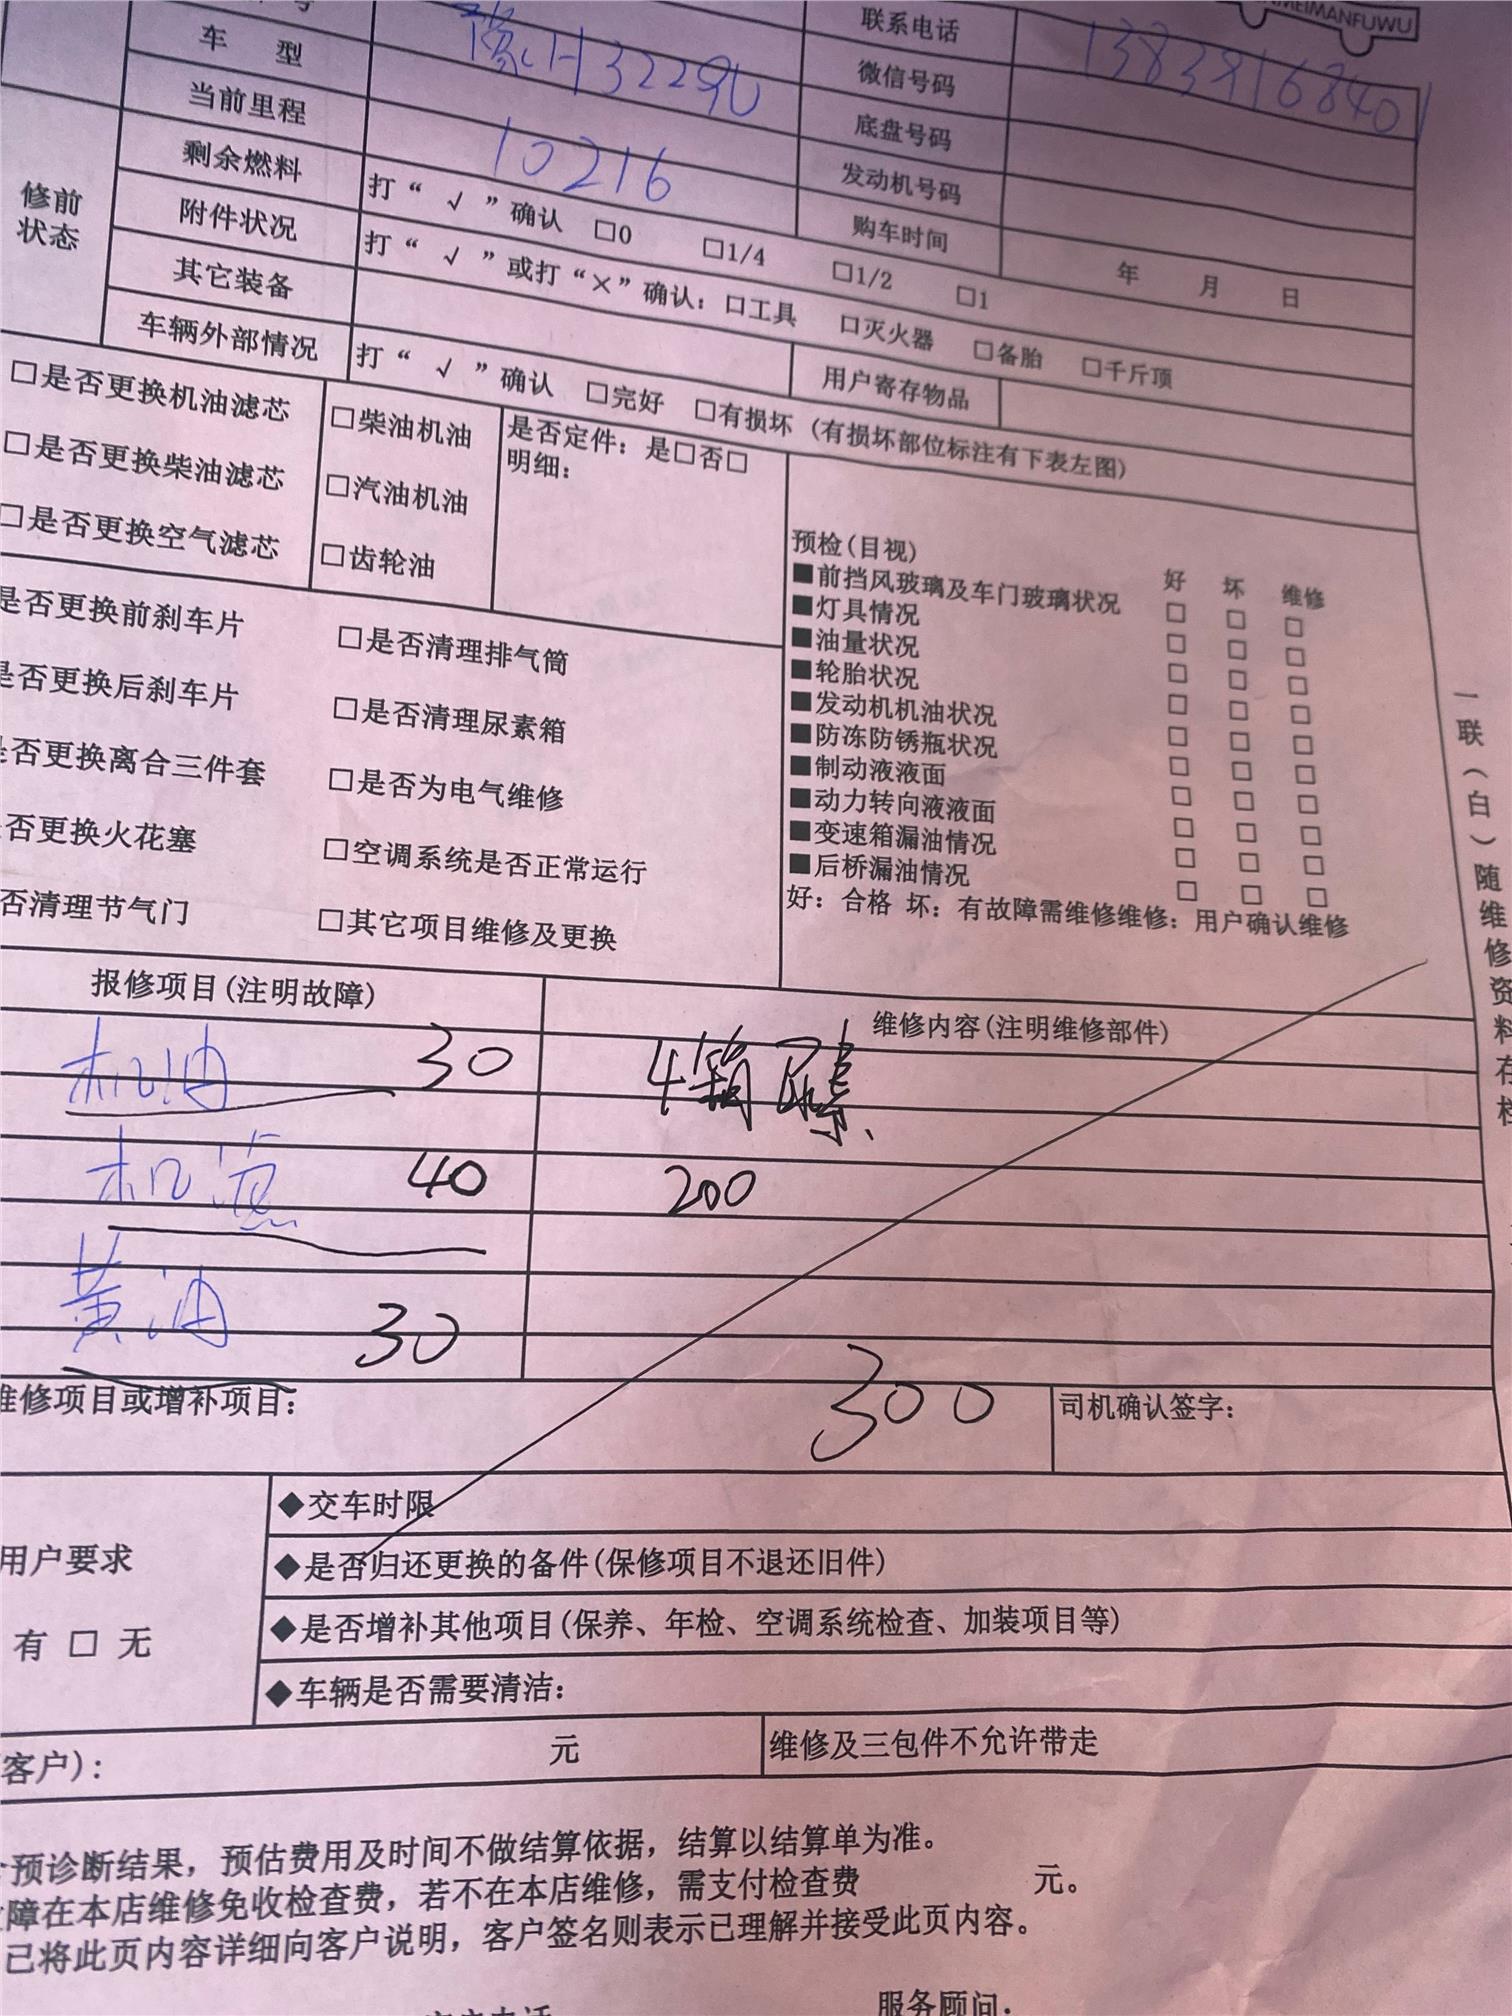 MEIMANFUWU
联系电话 13839168401
车 型 豫H3229U
微信号码
当前里程 10216
底盘号码
剩余燃料 打“ √ ”确认 □0 □1/4 □1/2 □1
发动机号码
修前状态
附件状况 打“ √ ”或打“×”确认：□工具 □灭火器 □备胎 □千斤顶
购车时间 年 月 日
其它装备
用户寄存物品
车辆外部情况 打“ √ ”确认 □完好 □有损坏 (有损坏部位标注有下表左图)
□是否更换机油滤芯
□是否更换柴油滤芯
□是否更换空气滤芯
□柴油机油
□汽油机油
□齿轮油
是否定件：是□否□
明细：
是否更换前刹车片
是否更换后刹车片
是否更换离合三件套
否更换火花塞
否清理节气门
□是否清理排气筒
□是否清理尿素箱
□是否为电气维修
□空调系统是否正常运行
□其它项目维修及更换
预检(目视) 好 坏 维修
■前挡风玻璃及车门玻璃状况 □ □ □
■灯具情况 □ □ □
■油量状况 □ □ □
■轮胎状况 □ □ □
■发动机机油状况 □ □ □
■防冻防锈瓶状况 □ □ □
■制动液液面 □ □ □
■动力转向液液面 □ □ □
■变速箱漏油情况 □ □ □
■后桥漏油情况 □ □ □
好：合格 坏：有故障需维修维修：用户确认维修
一联(白)随维修资料存档
报修项目(注明故障) 维修内容(注明维修部件)
机油 30 4箱尿素
机滤 40 200
黄油 30
维修项目或增补项目： 300 司机确认签字：
用户要求
有 □ 无
◆交车时限
◆是否归还更换的备件(保修项目不退还旧件)
◆是否增补其他项目(保养、年检、空调系统检查、加装项目等)
◆车辆是否需要清洁：
客户)： 元 维修及三包件不允许带走
预诊断结果，预估费用及时间不做结算依据，结算以结算单为准。
障在本店维修免收检查费，若不在本店维修，需支付检查费 元。
已将此页内容详细向客户说明，客户签名则表示已理解并接受此页内容。
服务顾问：